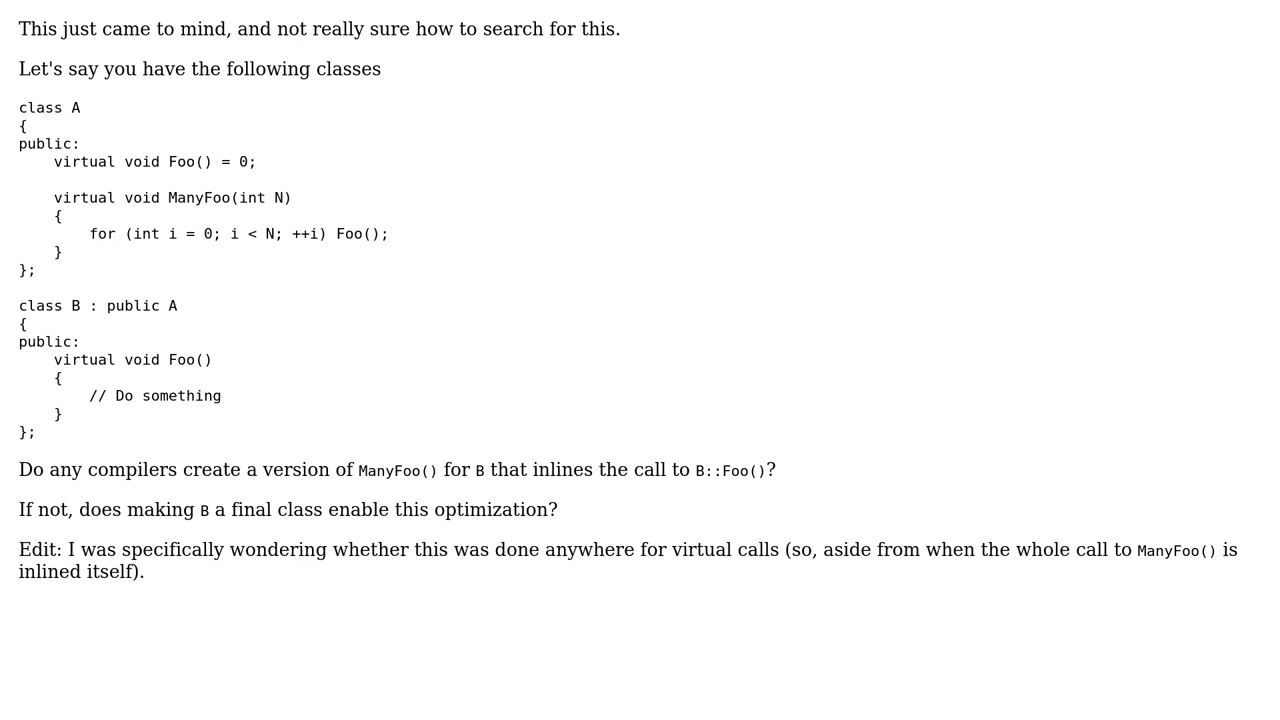 This just came to mind, and not really sure how to search for this.
Let's say you have the following classes
class A
{
public:
    virtual void Foo() = 0;
    virtual void ManyFoo(int N)
    {
        for (int i = 0; i < N; ++i) Foo();
    }
};
class B : public A
{
public:
    virtual void Foo()
    {
        // Do something
    }
};
Do any compilers create a version of ManyFoo() for B that inlines the call to B::Foo()?
If not, does making B a final class enable this optimization?
Edit: I was specifically wondering whether this was done anywhere for virtual calls (so, aside from when the whole call to ManyFoo() is
inlined itself).